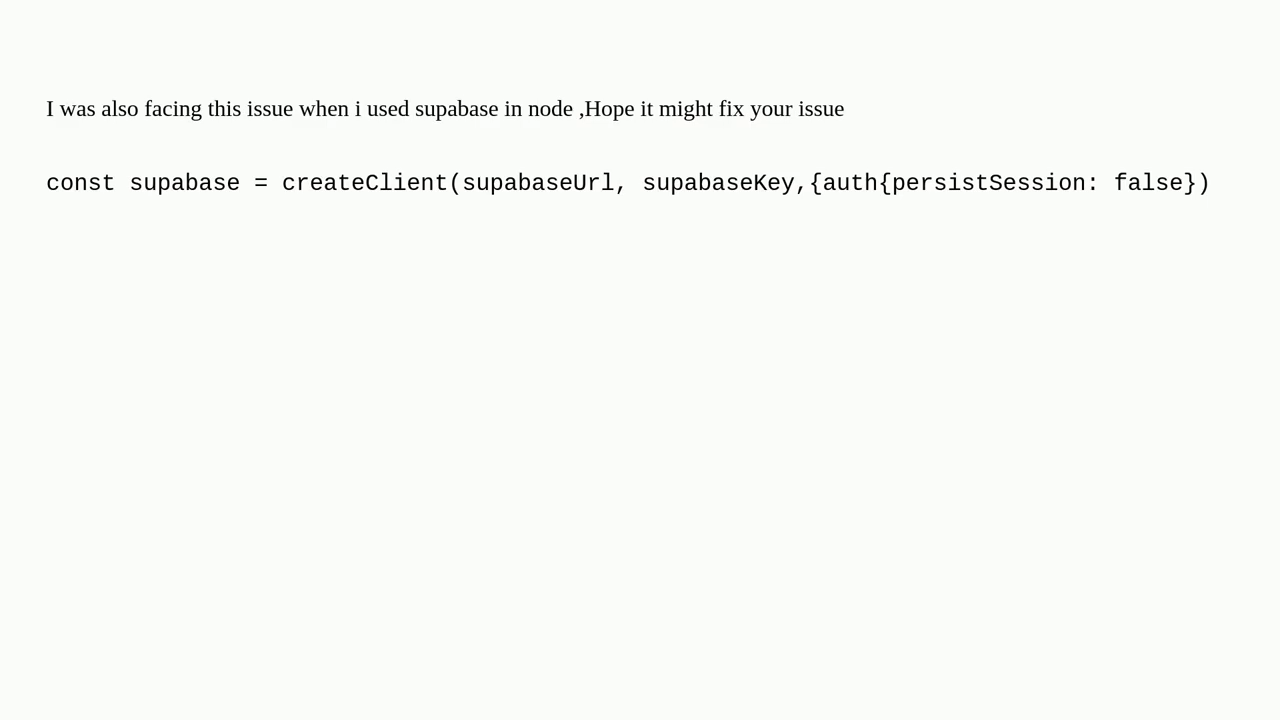 I was also facing this issue when i used supabase in node ,Hope it might fix your issue
const supabase = createClient(supabaseUrl, supabaseKey,{auth{persistSession: false})